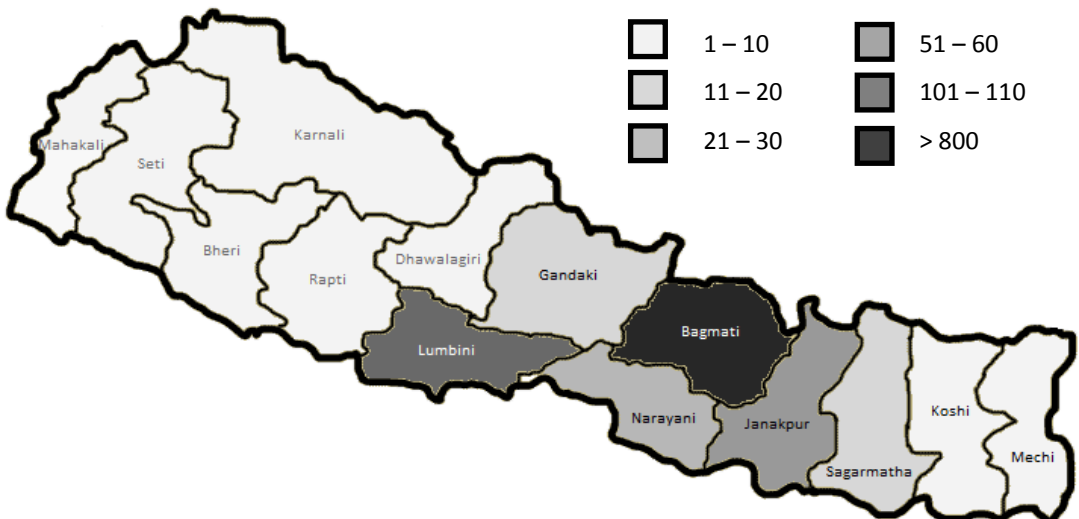 1 – 10
51 – 60
11 – 20
101 – 110
21 – 30
> 800
Mahakali
Seti
Karnali
Bheri
Rapti
Dhawalagiri
Gandaki
Lumbini
Bagmati
Narayani
Janakpur
Sagarmatha
Koshi
Mechi